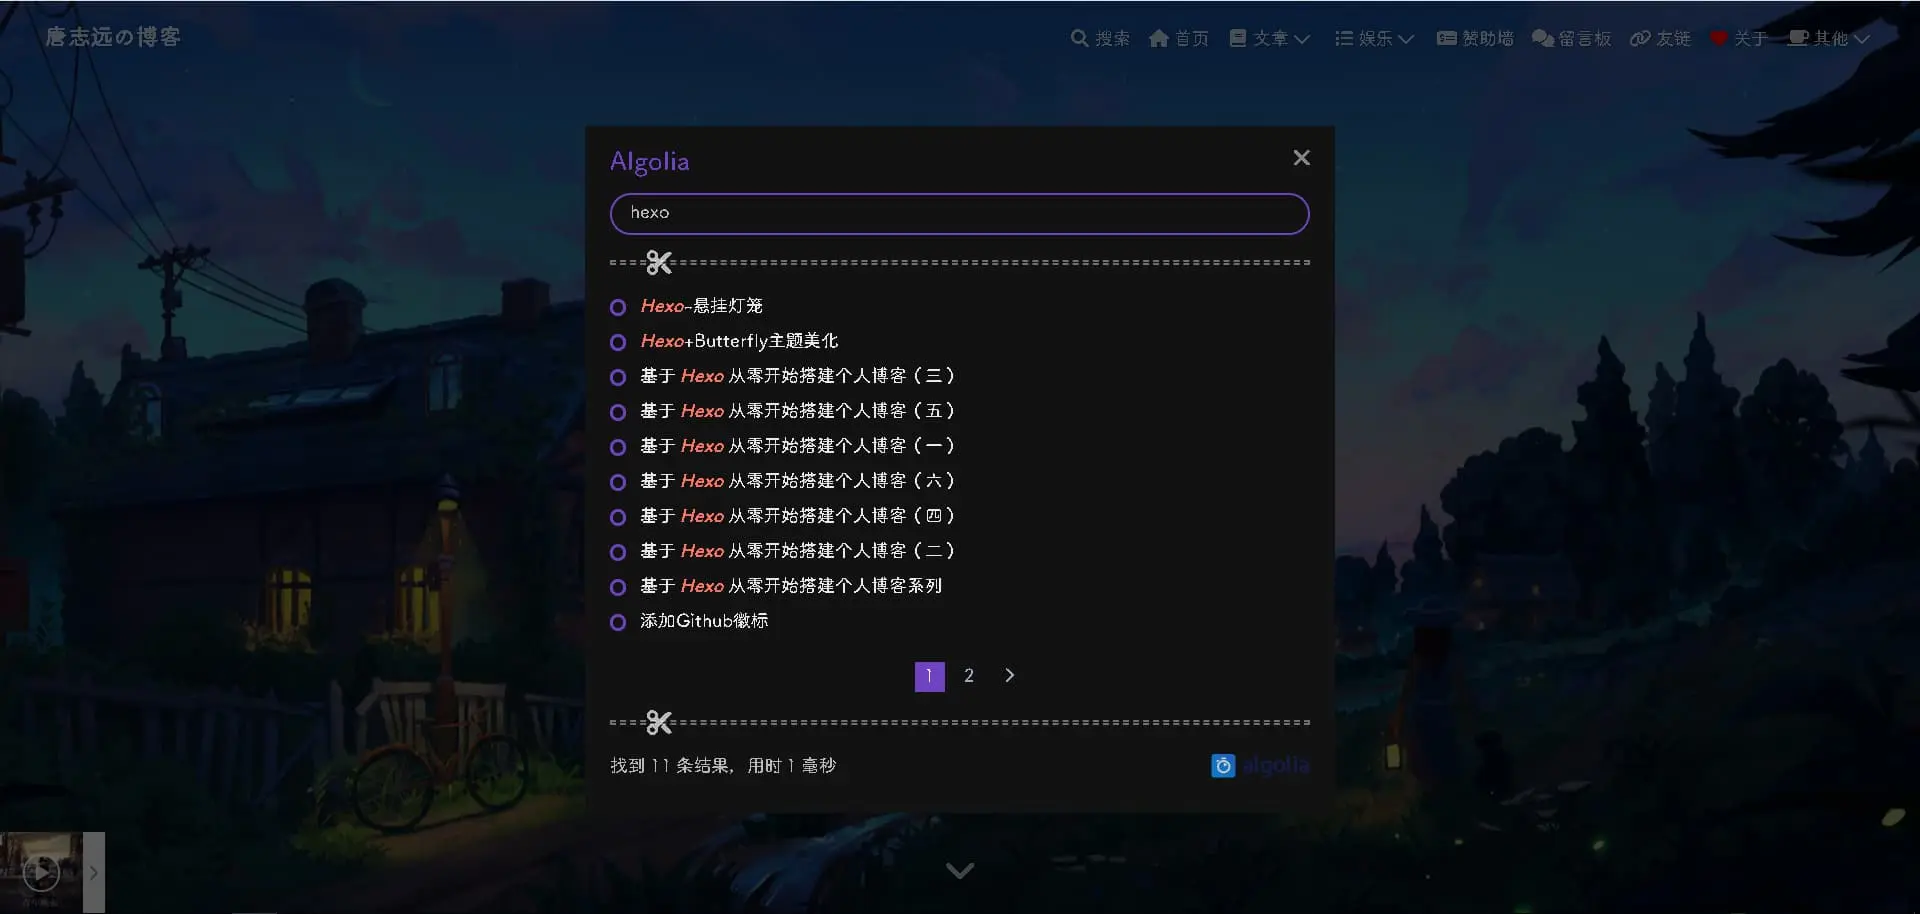 唐志远の博客
搜索 首页 文章 娱乐 赞助墙 留言板 友链 关于 其他
Algolia
hexo
Hexo~悬挂灯笼
Hexo+Butterfly主题美化
基于 Hexo 从零开始搭建个人博客（三）
基于 Hexo 从零开始搭建个人博客（五）
基于 Hexo 从零开始搭建个人博客（一）
基于 Hexo 从零开始搭建个人博客（六）
基于 Hexo 从零开始搭建个人博客（四）
基于 Hexo 从零开始搭建个人博客（二）
基于 Hexo 从零开始搭建个人博客系列
添加Github徽标
1 2
找到 11 条结果，用时 1 毫秒
algolia